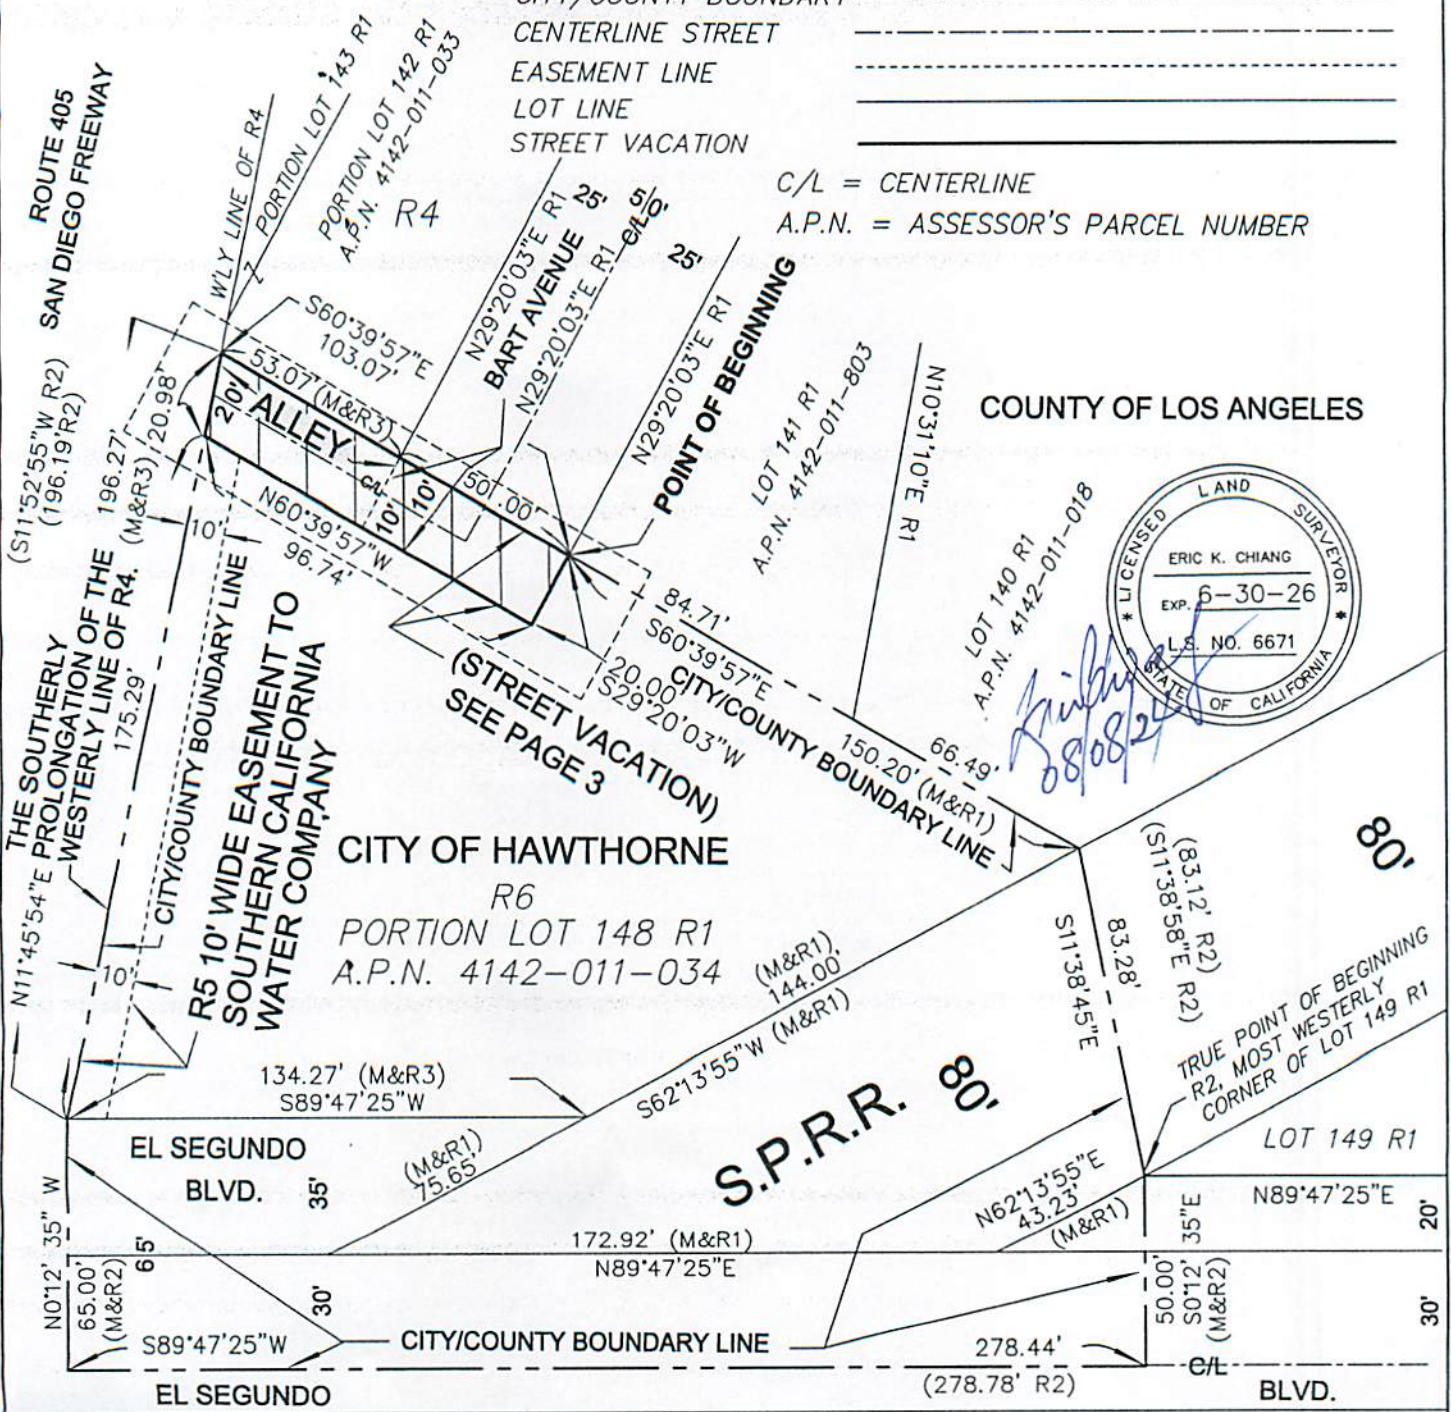 CITY/COUNTY BOUNDARY
CENTERLINE STREET
EASEMENT LINE
LOT LINE
STREET VACATION
C/L = CENTERLINE
A.P.N. = ASSESSOR'S PARCEL NUMBER
ROUTE 405
SAN DIEGO FREEWAY
W'LY LINE OF R4
PORTION LOT 143 R1
PORTION LOT 142 R1
A.P.N. 4142-011-033
R4
N29°20'03"E R1
25'
BART AVENUE
50'
N29°20'03"E R1
C/L
25'
N29°20'03"E R1
POINT OF BEGINNING
LOT 141 R1
A.P.N. 4142-011-803
N10°31'10"E R1
COUNTY OF LOS ANGELES
LOT 140 R1
A.P.N. 4142-011-018
LICENSED LAND SURVEYOR
ERIC K. CHIANG
EXP. 6-30-26
L.S. NO. 6671
STATE OF CALIFORNIA
S60°39'57"E
103.07'
53.07' (M&R3)
20'
ALLEY
C/L
10'
10'
50.00'
20.98'
N60°39'57"W
96.74'
(S11°52'55"W R2)
(196.19'R2)
196.27'
(M&R3)
10'
THE SOUTHERLY
PROLONGATION OF THE
WESTERLY LINE OF R4.
175.29'
CITY/COUNTY BOUNDARY LINE
N11°45'54"E
10'
R5 10' WIDE EASEMENT TO
SOUTHERN CALIFORNIA
WATER COMPANY
(STREET VACATION)
SEE PAGE 3
20.00'
S29°20'03"W
84.71'
S60°39'57"E
CITY/COUNTY BOUNDARY LINE
150.20' (M&R1)
66.49'
CITY OF HAWTHORNE
R6
PORTION LOT 148 R1
A.P.N. 4142-011-034
(M&R1)
144.00'
S62°13'55"W (M&R1)
80'
(83.12' R2)
(S11°38'58"E R2)
83.28'
S11°38'45"E
TRUE POINT OF BEGINNING
R2, MOST WESTERLY
CORNER OF LOT 149 R1
LOT 149 R1
134.27' (M&R3)
S89°47'25"W
EL SEGUNDO
BLVD.
35'
(M&R1)
75.65'
S.P.R.R.
80'
N62°13'55"E
43.23'
(M&R1)
N89°47'25"E
20'
172.92' (M&R1)
N89°47'25"E
N0°12'35"W
65.00'
(M&R2)
65'
30'
S89°47'25"W
CITY/COUNTY BOUNDARY LINE
50.00'
S0°12'35"E
(M&R2)
30'
278.44'
(278.78' R2)
C/L
EL SEGUNDO
BLVD.